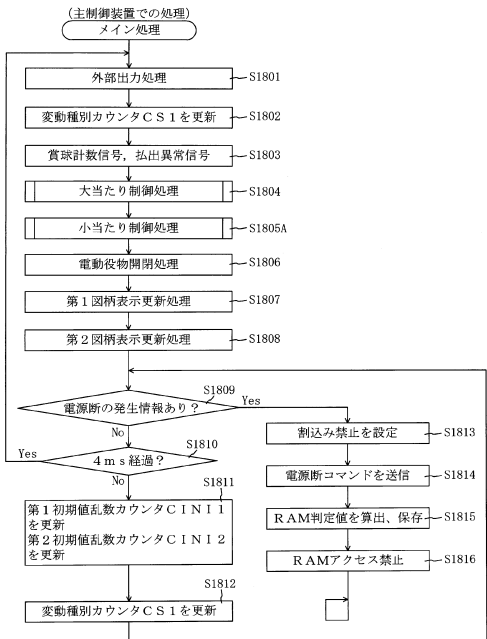 (主制御装置での処理)
メイン処理
外部出力処理
S1801
変動種別カウンタCS1を更新
S1802
賞球計数信号,払出異常信号
S1803
大当たり制御処理
S1804
小当たり制御処理
S1805A
電動役物開閉処理
S1806
第1図柄表示更新処理
S1807
第2図柄表示更新処理
S1808
S1809
電源断の発生情報あり?
Yes
No
S1810
4ms経過?
Yes
No
S1811
第1初期値乱数カウンタCINI1
を更新
第2初期値乱数カウンタCINI2
を更新
S1812
変動種別カウンタCS1を更新
割込み禁止を設定
S1813
電源断コマンドを送信
S1814
RAM判定値を算出、保存
S1815
RAMアクセス禁止
S1816